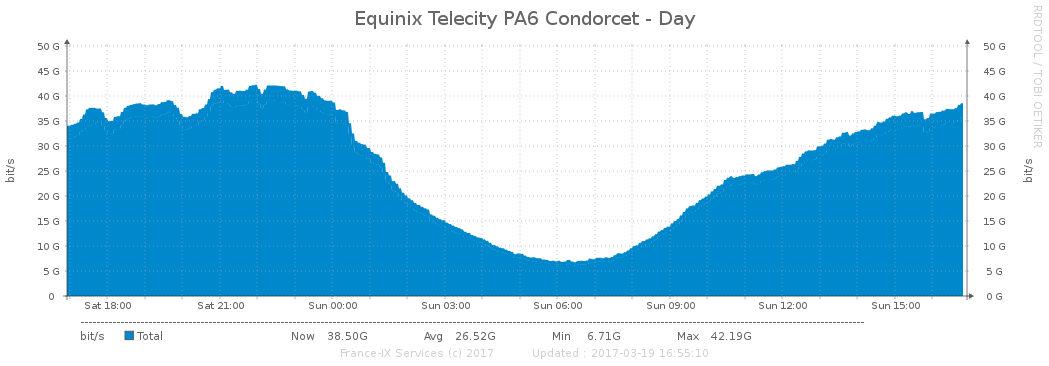 Equinix Telecity PA6 Condorcet - Day
RRDTOOL / TOBI OETIKER
50 G 50 G
45 G 45 G
40 G 40 G
35 G 35 G
30 G 30 G
25 G 25 G
20 G 20 G
15 G 15 G
10 G 10 G
5 G 5 G
0 0 G
bit/s
bit/s
Sat 18:00 Sat 21:00 Sun 00:00 Sun 03:00 Sun 06:00 Sun 09:00 Sun 12:00 Sun 15:00
bit/s Total Now 38.50G Avg 26.52G Min 6.71G Max 42.19G
France-IX Services (c) 2017 Updated : 2017-03-19 16:55:10